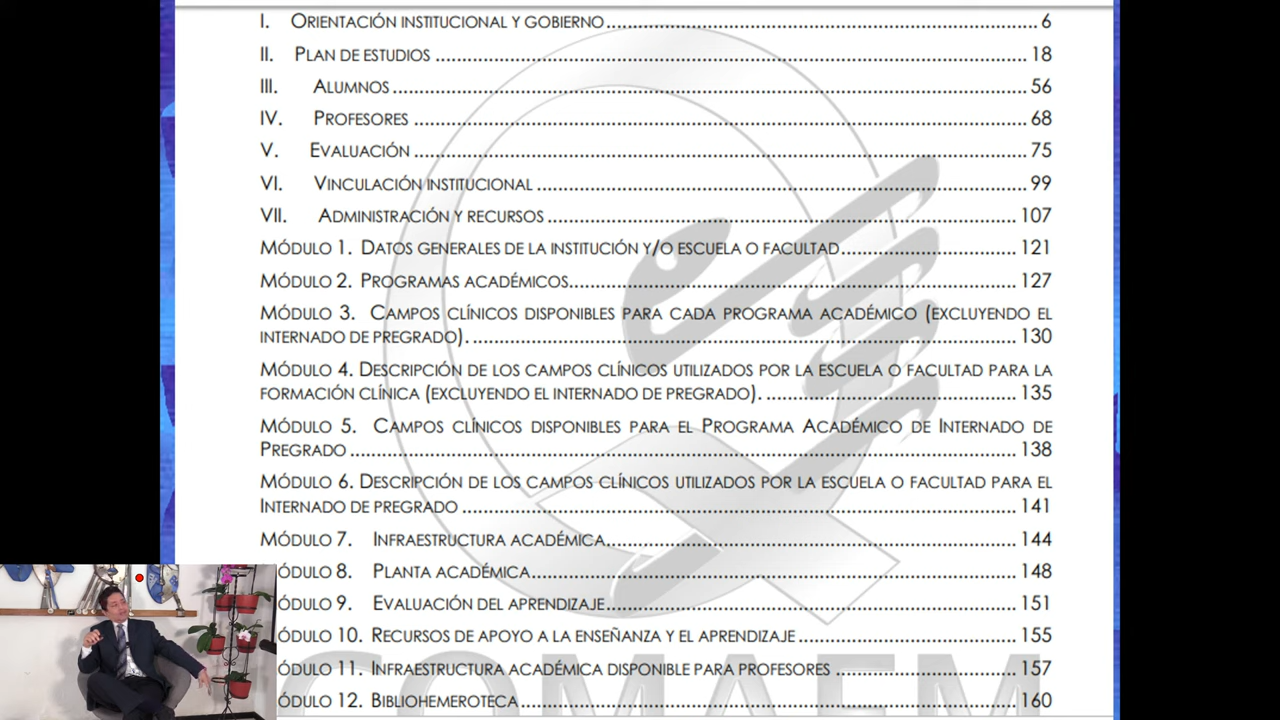 I. ORIENTACIÓN INSTITUCIONAL Y GOBIERNO ........ 6
II. PLAN DE ESTUDIOS ........ 18
III. ALUMNOS ........ 56
IV. PROFESORES ........ 68
V. EVALUACIÓN ........ 75
VI. VINCULACIÓN INSTITUCIONAL ........ 99
VII. ADMINISTRACIÓN Y RECURSOS ........ 107
MÓDULO 1. DATOS GENERALES DE LA INSTITUCIÓN Y/O ESCUELA O FACULTAD ........ 121
MÓDULO 2. PROGRAMAS ACADÉMICOS ........ 127
MÓDULO 3. CAMPOS CLÍNICOS DISPONIBLES PARA CADA PROGRAMA ACADÉMICO (EXCLUYENDO EL
INTERNADO DE PREGRADO). ........ 130
MÓDULO 4. DESCRIPCIÓN DE LOS CAMPOS CLÍNICOS UTILIZADOS POR LA ESCUELA O FACULTAD PARA LA
FORMACIÓN CLÍNICA (EXCLUYENDO EL INTERNADO DE PREGRADO). ........ 135
MÓDULO 5. CAMPOS CLÍNICOS DISPONIBLES PARA EL PROGRAMA ACADÉMICO DE INTERNADO DE
PREGRADO ........ 138
MÓDULO 6. DESCRIPCIÓN DE LOS CAMPOS CLÍNICOS UTILIZADOS POR LA ESCUELA O FACULTAD PARA EL
INTERNADO DE PREGRADO ........ 141
MÓDULO 7. INFRAESTRUCTURA ACADÉMICA ........ 144
ÓDULO 8. PLANTA ACADÉMICA ........ 148
ÓDULO 9. EVALUACIÓN DEL APRENDIZAJE ........ 151
ÓDULO 10. RECURSOS DE APOYO A LA ENSEÑANZA Y EL APRENDIZAJE ........ 155
ÓDULO 11. INFRAESTRUCTURA ACADÉMICA DISPONIBLE PARA PROFESORES ........ 157
ÓDULO 12. BIBLIOHEMEROTECA ........ 160
COMAEM